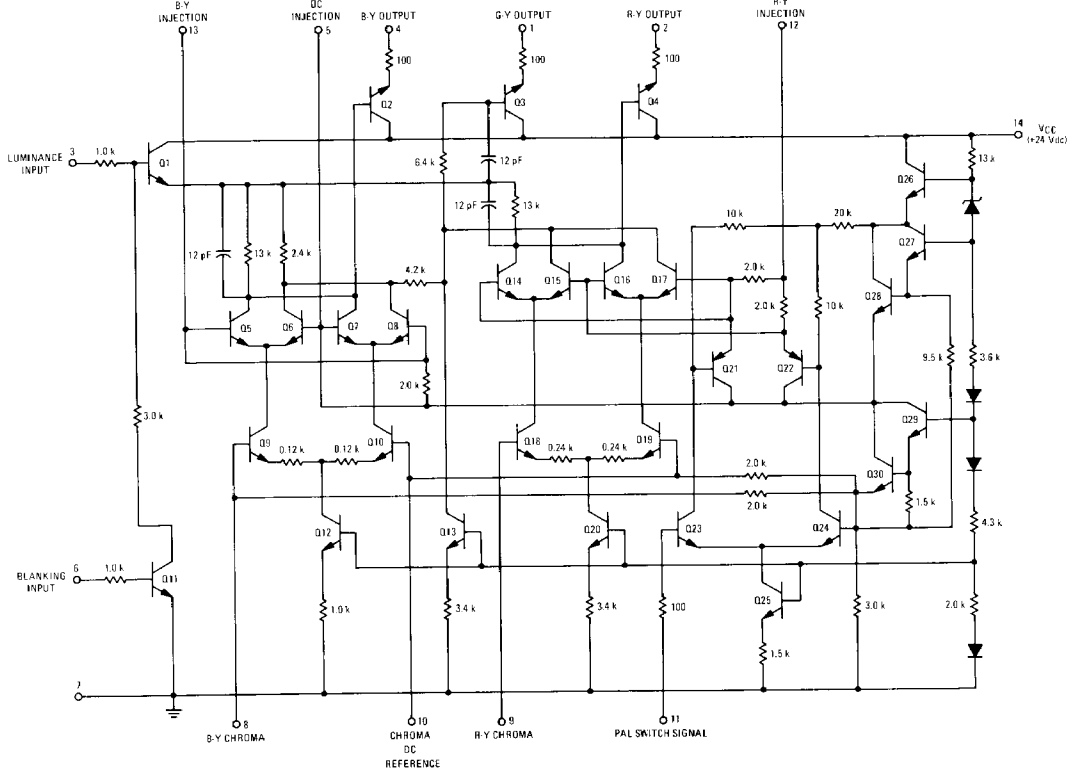 B-Y INJECTION 13
DC INJECTION 5
B-Y OUTPUT 4
G-Y OUTPUT 1
R-Y OUTPUT 2
R-Y INJECTION 12
100
100
100
Q2
Q3
Q4
14 VCC (+24 Vdc)
LUMINANCE INPUT 3
1.0 k
Q1
6.4 k
12 pF
13 k
Q26
12 pF
13 k
10 k
20 k
Q27
12 pF
13 k
2.4 k
4.2 k
Q14
Q15
Q16
Q17
2.0 k
2.0 k
10 k
Q28
Q5
Q6
Q7
Q8
9.5 k
3.6 k
Q21
Q22
2.0 k
3.0 k
Q29
Q9
0.12 k
0.12 k
Q10
Q18
0.24 k
0.24 k
Q19
2.0 k
Q30
2.0 k
1.5 k
4.3 k
Q12
Q13
Q20
Q23
Q24
BLANKING INPUT 6
1.0 k
Q11
Q25
1.0 k
3.4 k
3.4 k
100
3.0 k
2.0 k
1.5 k
7
8
B-Y CHROMA
10
CHROMA DC REFERENCE
9
R-Y CHROMA
11
PAL SWITCH SIGNAL